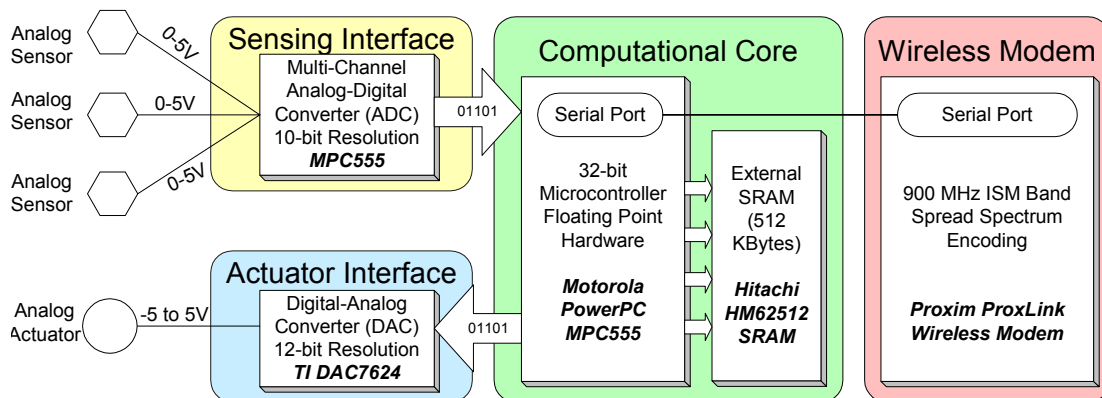 Analog
Sensor
0-5V
Analog
Sensor
0-5V
Analog
Sensor
0-5V
Sensing Interface
Multi-Channel
Analog-Digital
Converter (ADC)
10-bit Resolution
MPC555
01101
Analog
Actuator
-5 to 5V
Actuator Interface
Digital-Analog
Converter (DAC)
12-bit Resolution
TI DAC7624
01101
Computational Core
Serial Port
32-bit
Microcontroller
Floating Point
Hardware
Motorola
PowerPC
MPC555
External
SRAM
(512
KBytes)
Hitachi
HM62512
SRAM
Wireless Modem
Serial Port
900 MHz ISM Band
Spread Spectrum
Encoding
Proxim ProxLink
Wireless Modem